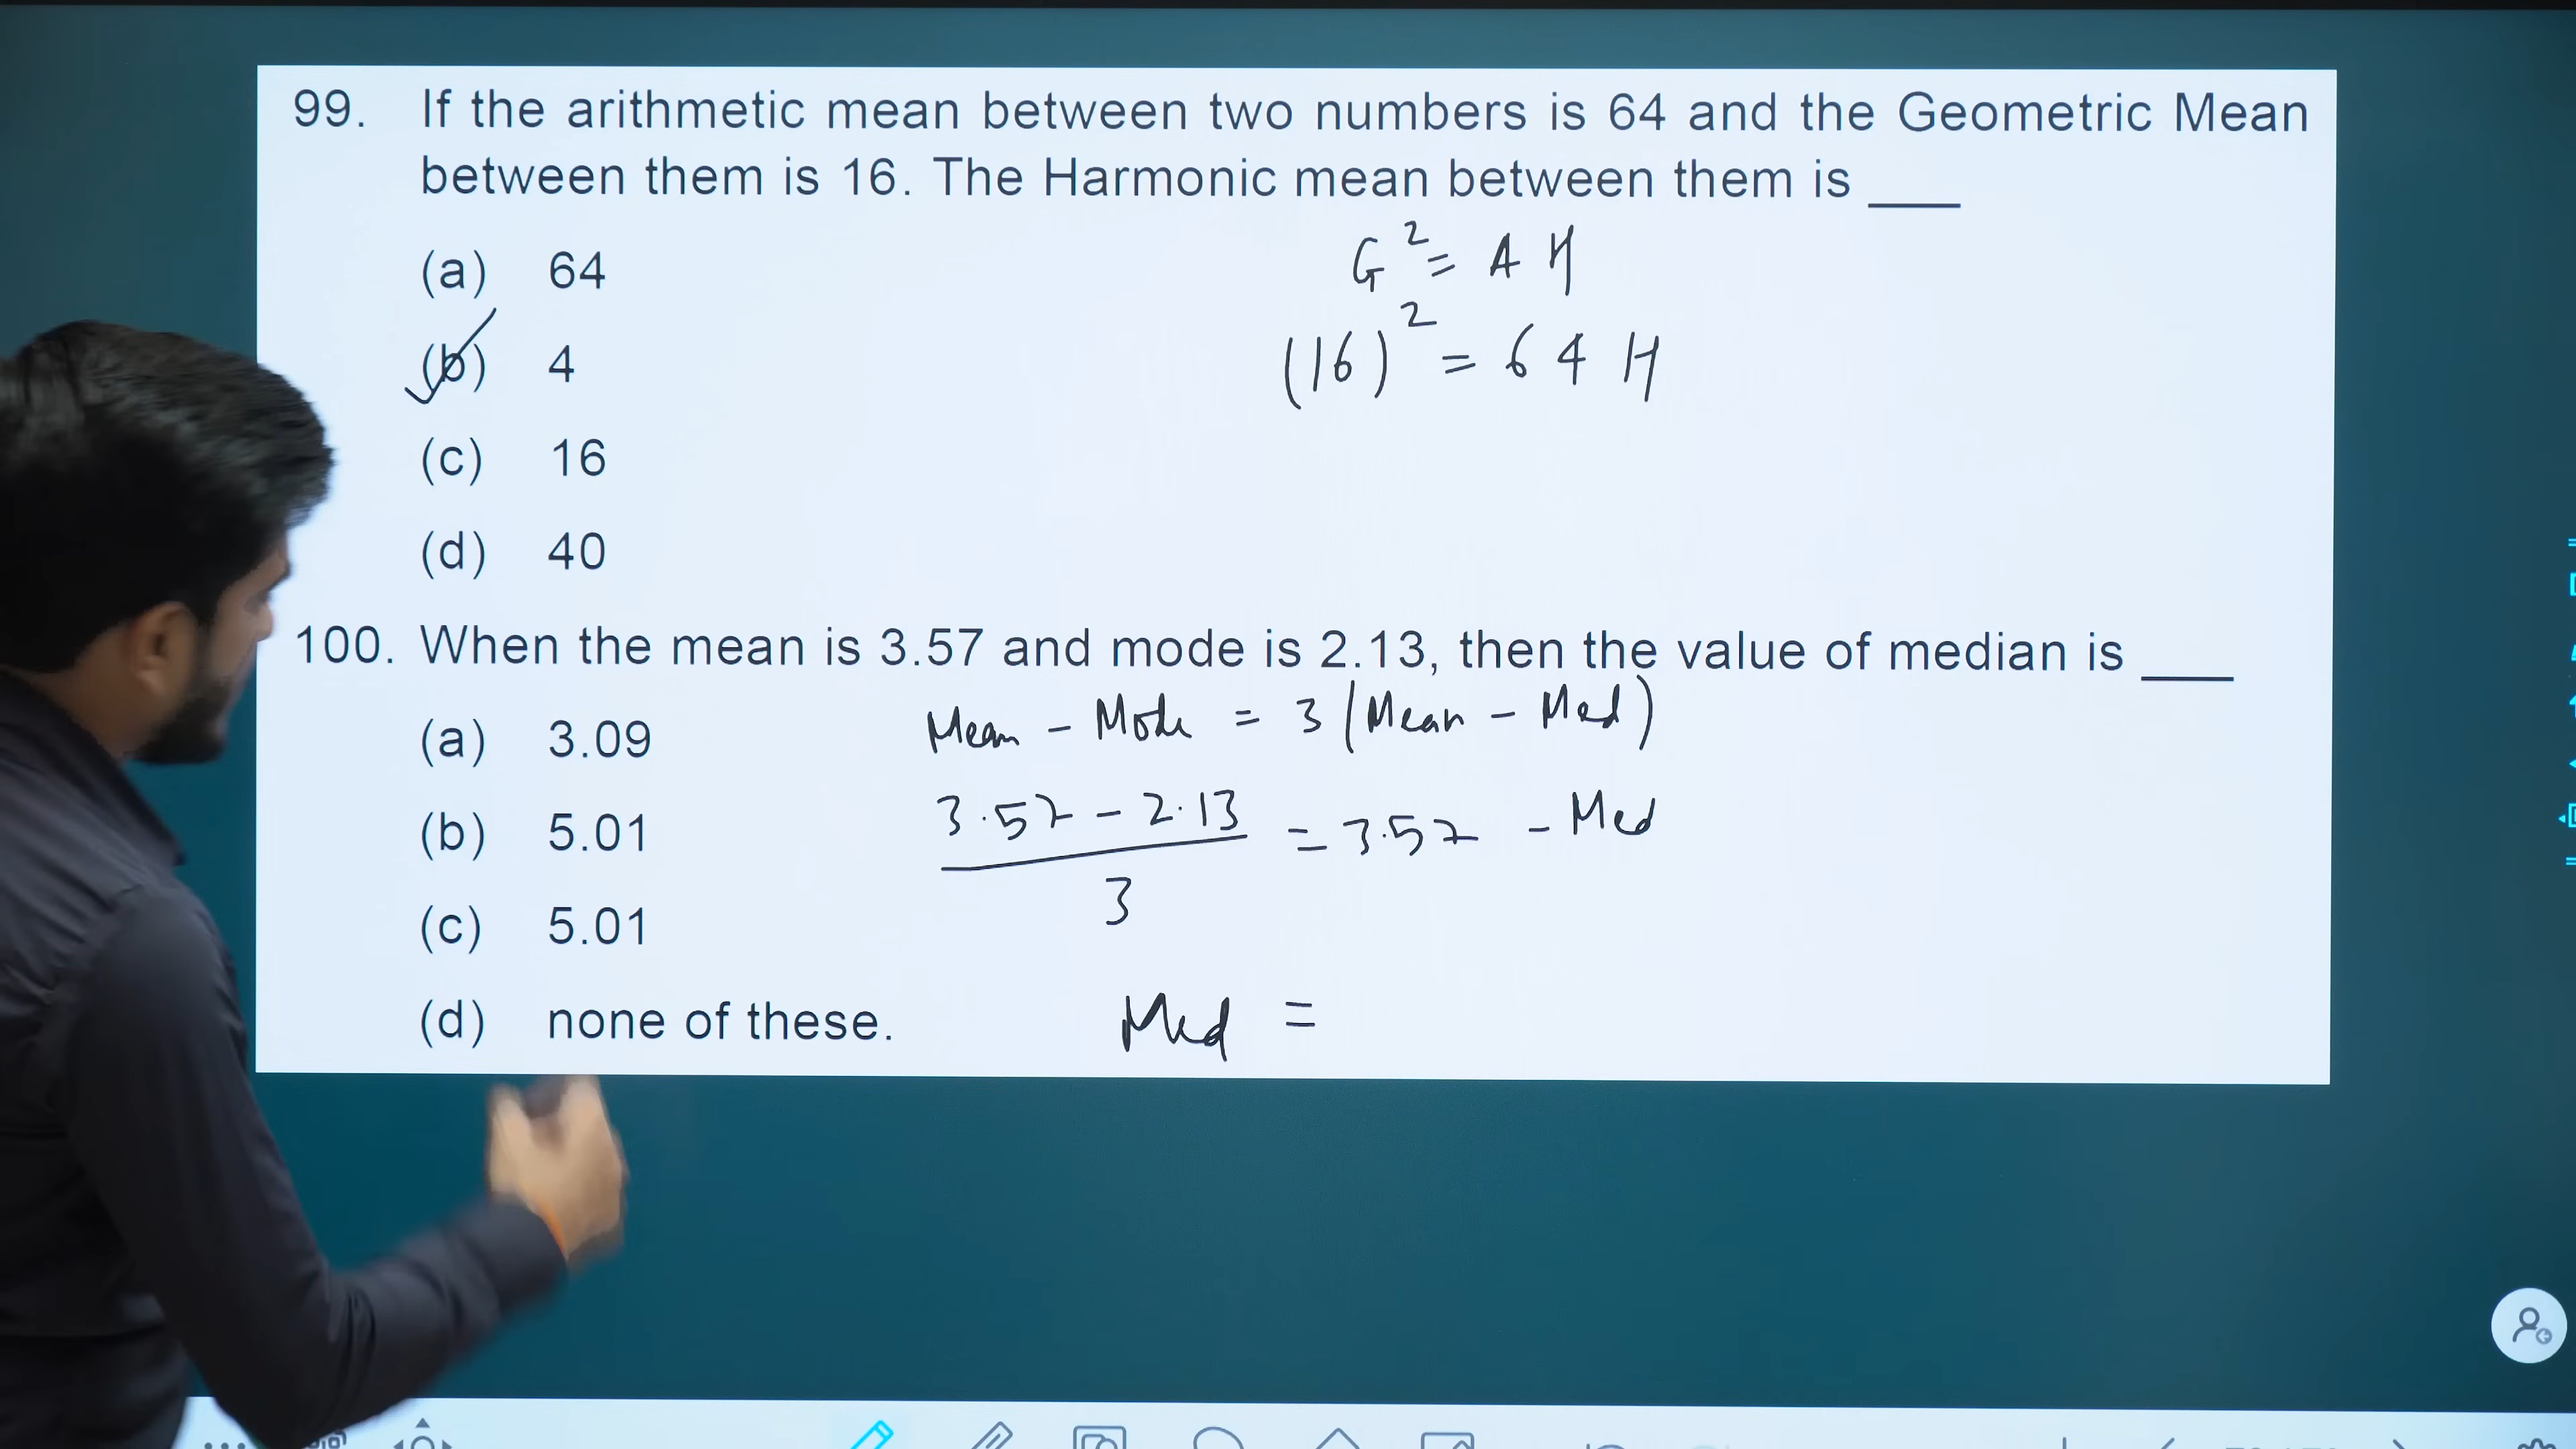 99. If the arithmetic mean between two numbers is 64 and the Geometric Mean
between them is 16. The Harmonic mean between them is ____
G² = A H
(a) 64
(16)² = 64 H
(b) 4
(c) 16
(d) 40
100. When the mean is 3.57 and mode is 2.13, then the value of median is ____
Mean - Mode = 3 (Mean - Med)
(a) 3.09
3.57 - 2.13 = 3.57 - Med
3
(b) 5.01
(c) 5.01
(d) none of these.
Med =